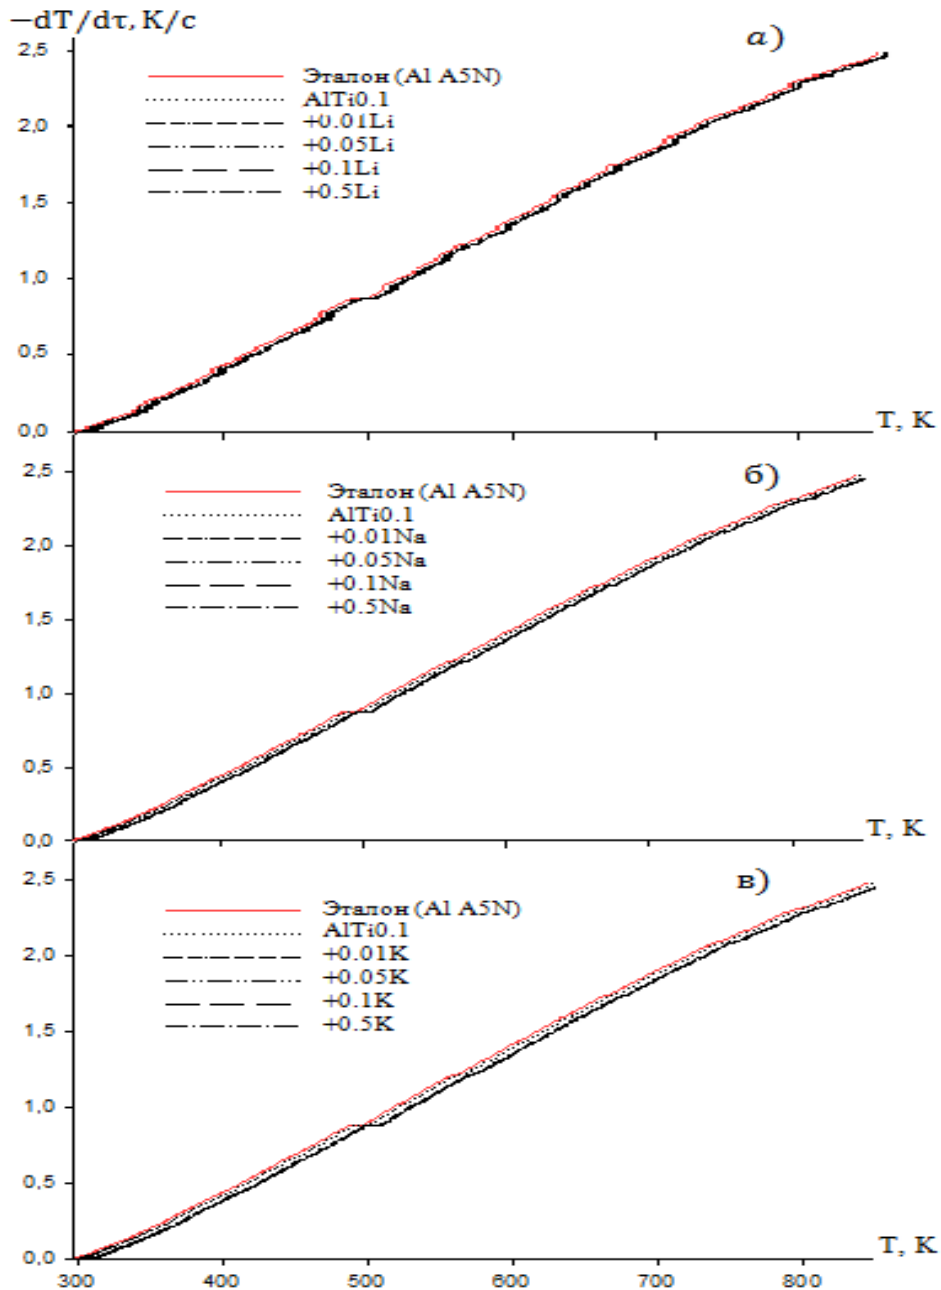 −dT/dτ, К/с
а)
2,5
2,0
1,5
1,0
0,5
0,0
Эталон (Al A5N)
AlTi0.1
+0.01Li
+0.05Li
+0.1Li
+0.5Li
T, K
б)
2,5
2,0
1,5
1,0
0,5
0,0
Эталон (Al A5N)
AlTi0.1
+0.01Na
+0.05Na
+0.1Na
+0.5Na
T, K
в)
2,5
2,0
1,5
1,0
0,5
0,0
Эталон (Al A5N)
AlTi0.1
+0.01K
+0.05K
+0.1K
+0.5K
T, K
300 400 500 600 700 800